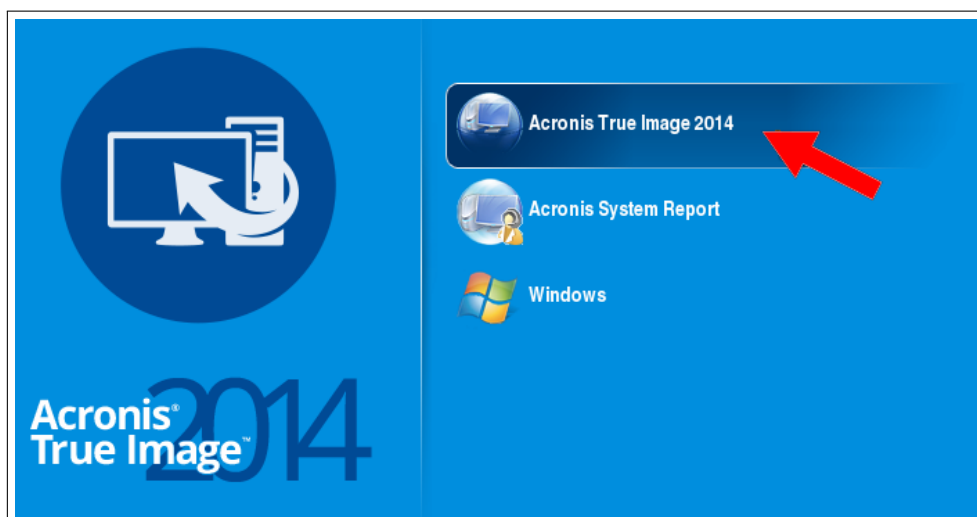 Acronis True Image 2014
Acronis System Report
Windows
Acronis®
True Image™
2014